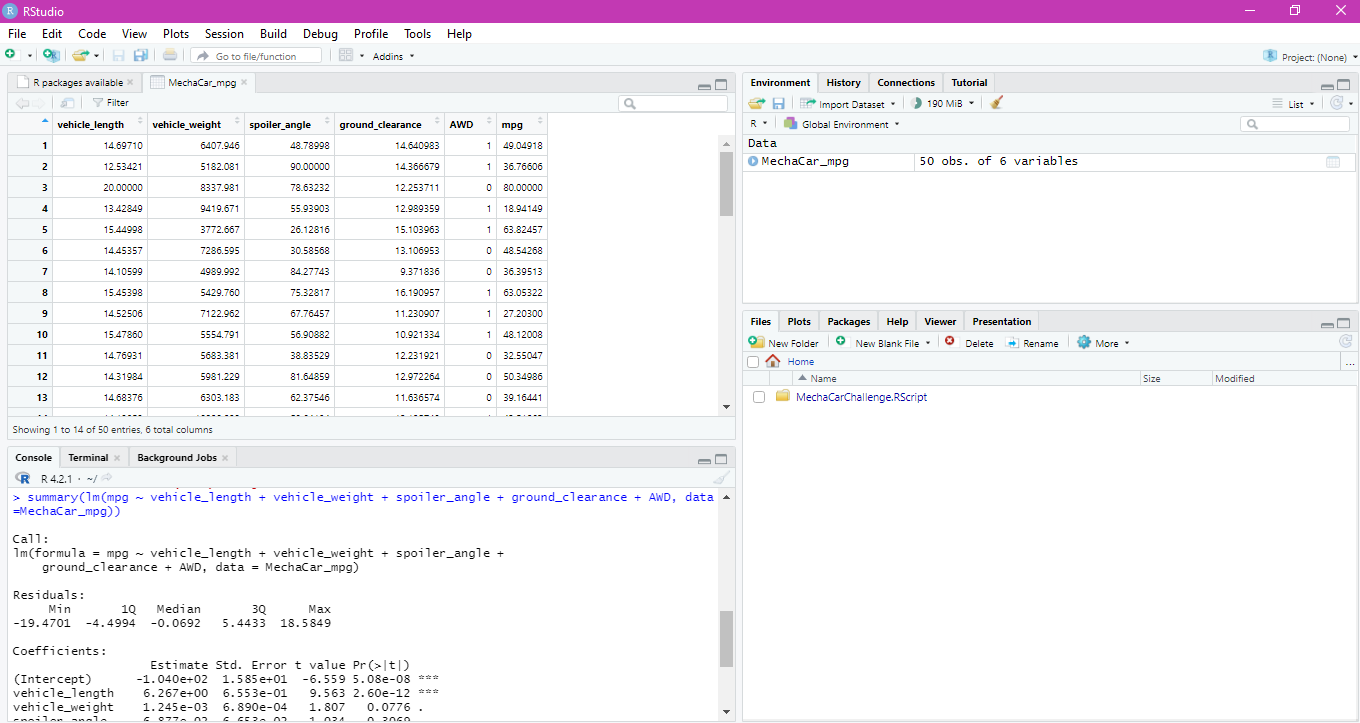 RStudio
File Edit Code View Plots Session Build Debug Profile Tools Help
Go to file/function Addins
Project: (None)
R packages available MechaCar_mpg
Filter
vehicle_length vehicle_weight spoiler_angle ground_clearance AWD mpg
1 14.69710 6407.946 48.78998 14.640983 1 49.04918
2 12.53421 5182.081 90.00000 14.366679 1 36.76606
3 20.00000 8337.981 78.63232 12.253711 0 80.00000
4 13.42849 9419.671 55.93903 12.989359 1 18.94149
5 15.44998 3772.667 26.12816 15.103963 1 63.82457
6 14.45357 7286.595 30.58568 13.106953 0 48.54268
7 14.10599 4989.992 84.27743 9.371836 0 36.39513
8 15.45398 5429.760 75.32817 16.190957 1 63.05322
9 14.52506 7122.962 67.76457 11.230907 1 27.20300
10 15.47860 5554.791 56.90882 10.921334 1 48.12008
11 14.76931 5683.381 38.83529 12.231921 0 32.55047
12 14.31984 5981.229 81.64859 12.972264 0 50.34986
13 14.68376 6303.183 62.37546 11.636574 0 39.16441
Showing 1 to 14 of 50 entries, 6 total columns
Console Terminal Background Jobs
R R 4.2.1 · ~/
> summary(lm(mpg ~ vehicle_length + vehicle_weight + spoiler_angle + ground_clearance + AWD, data
=MechaCar_mpg))
Call:
lm(formula = mpg ~ vehicle_length + vehicle_weight + spoiler_angle +
ground_clearance + AWD, data = MechaCar_mpg)
Residuals:
Min 1Q Median 3Q Max
-19.4701 -4.4994 -0.0692 5.4433 18.5849
Coefficients:
Estimate Std. Error t value Pr(>|t|)
(Intercept) -1.040e+02 1.585e+01 -6.559 5.08e-08 ***
vehicle_length 6.267e+00 6.553e-01 9.563 2.60e-12 ***
vehicle_weight 1.245e-03 6.890e-04 1.807 0.0776 .
spoiler_angle 6.877e-02 6.653e-02 1.034 0.3069
Environment History Connections Tutorial
Import Dataset 190 MiB List
R Global Environment
Data
MechaCar_mpg 50 obs. of 6 variables
Files Plots Packages Help Viewer Presentation
New Folder New Blank File Delete Rename More
Home ...
Name Size Modified
MechaCarChallenge.RScript